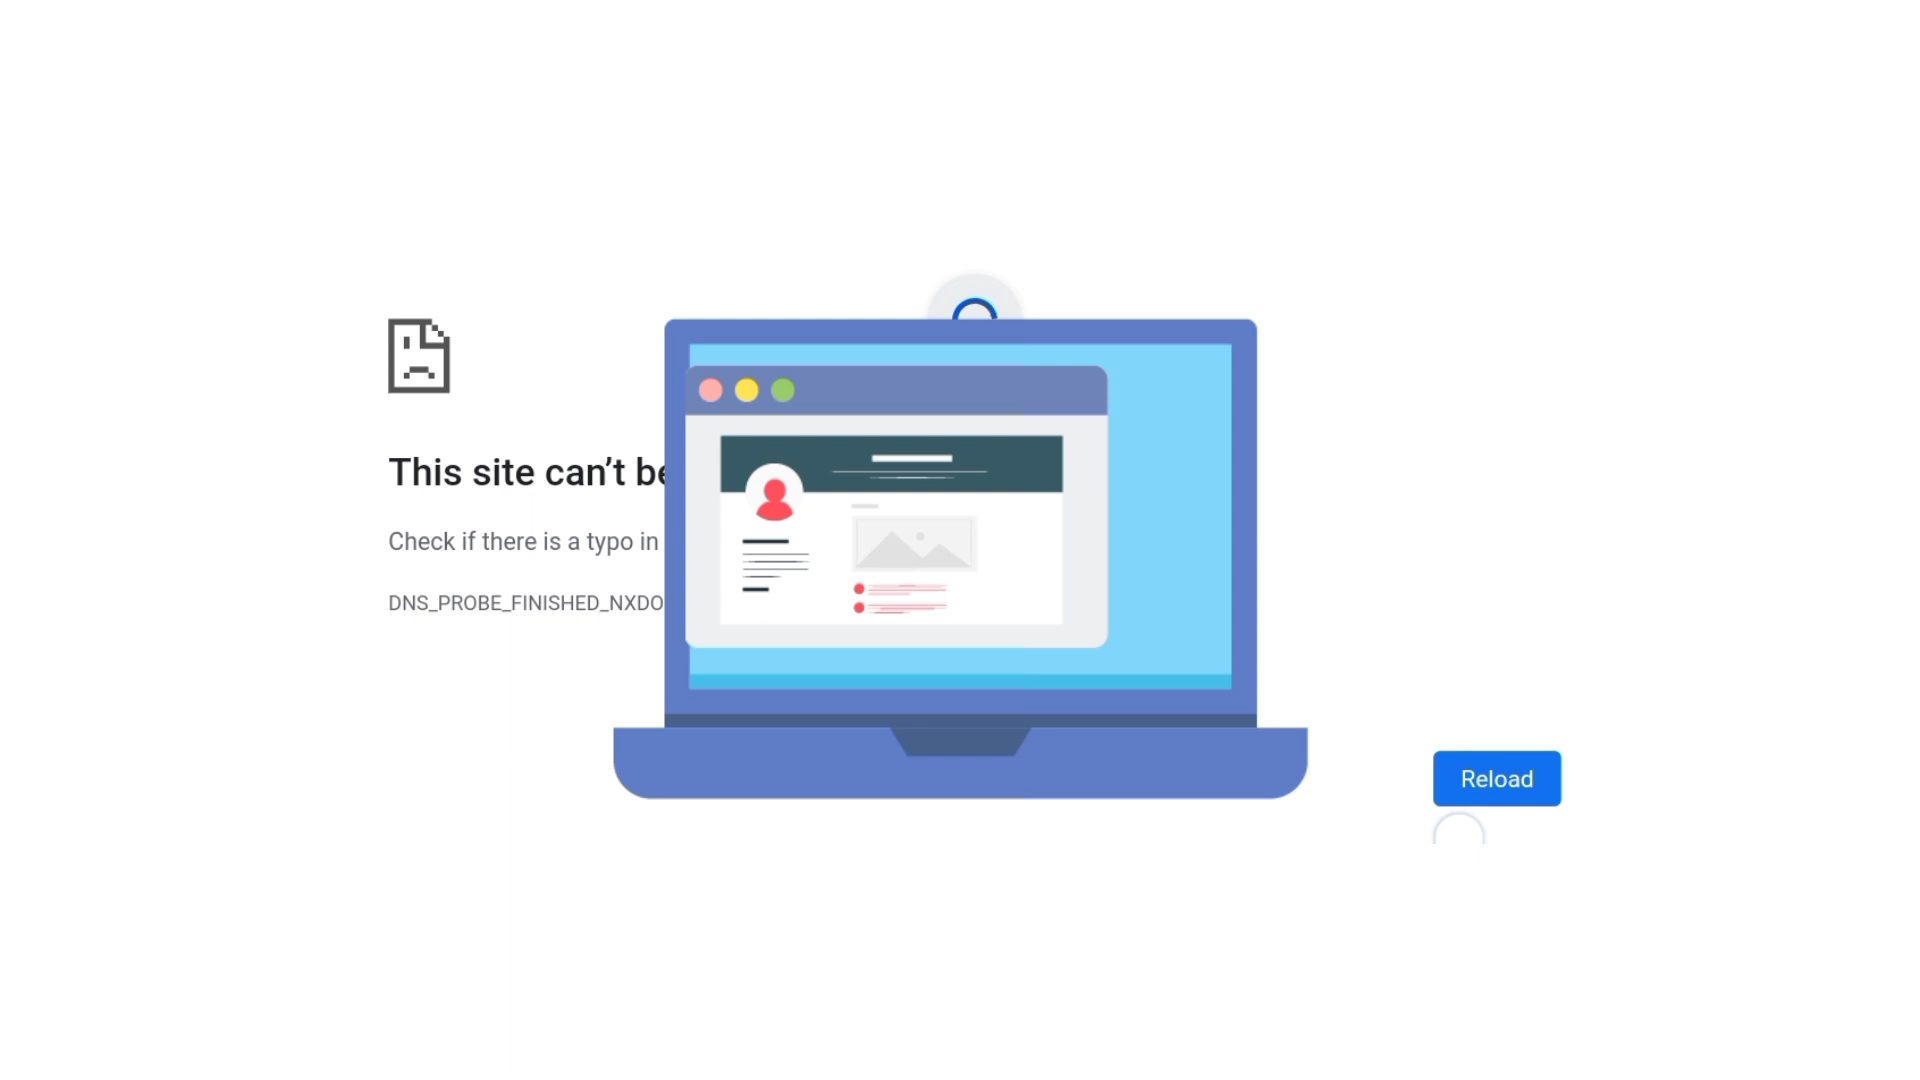 This site can't be
Check if there is a typo in
DNS_PROBE_FINISHED_NXDO
Reload